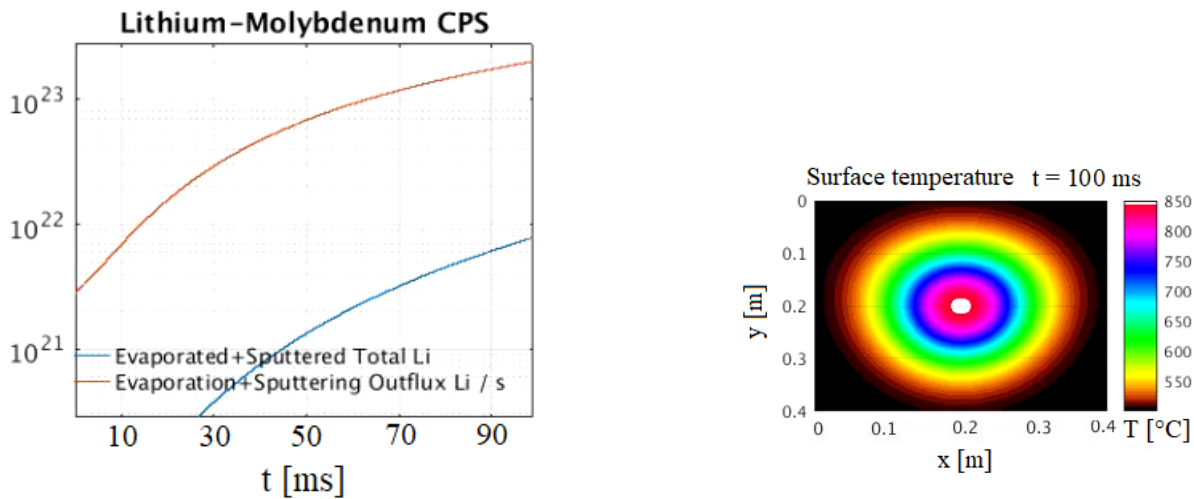 Lithium-Molybdenum CPS
10^23
10^22
10^21
Evaporated+Sputtered Total Li
Evaporation+Sputtering Outflux Li / s
10 30 50 70 90
t [ms]
Surface temperature t = 100 ms
0
0.1
0.2
0.3
0.4
y [m]
0 0.1 0.2 0.3 0.4
x [m]
850
800
750
700
650
600
550
T [°C]